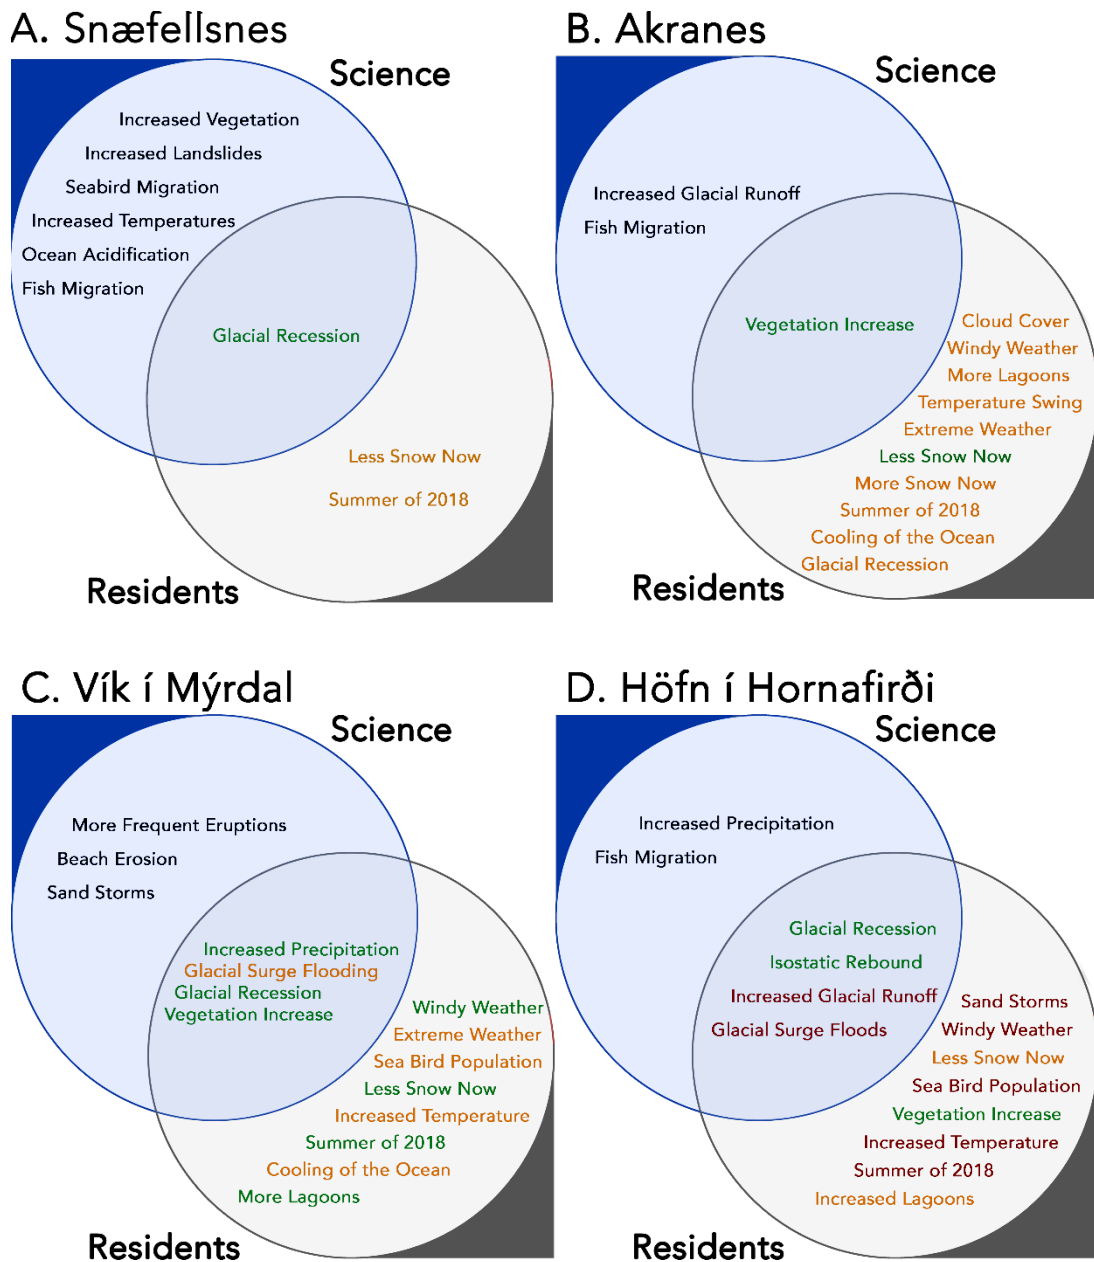 A. Snæfellsnes
Science
Increased Vegetation
Increased Landslides
Seabird Migration
Increased Temperatures
Ocean Acidification
Fish Migration
Glacial Recession
Less Snow Now
Summer of 2018
Residents
B. Akranes
Science
Increased Glacial Runoff
Fish Migration
Vegetation Increase
Cloud Cover
Windy Weather
More Lagoons
Temperature Swing
Extreme Weather
Less Snow Now
More Snow Now
Summer of 2018
Cooling of the Ocean
Glacial Recession
Residents
C. Vík í Mýrdal
Science
More Frequent Eruptions
Beach Erosion
Sand Storms
Increased Precipitation
Glacial Surge Flooding
Glacial Recession
Vegetation Increase
Windy Weather
Extreme Weather
Sea Bird Population
Less Snow Now
Increased Temperature
Summer of 2018
Cooling of the Ocean
More Lagoons
Residents
D. Höfn í Hornafirði
Science
Increased Precipitation
Fish Migration
Glacial Recession
Isostatic Rebound
Increased Glacial Runoff
Glacial Surge Floods
Sand Storms
Windy Weather
Less Snow Now
Sea Bird Population
Vegetation Increase
Increased Temperature
Summer of 2018
Increased Lagoons
Residents